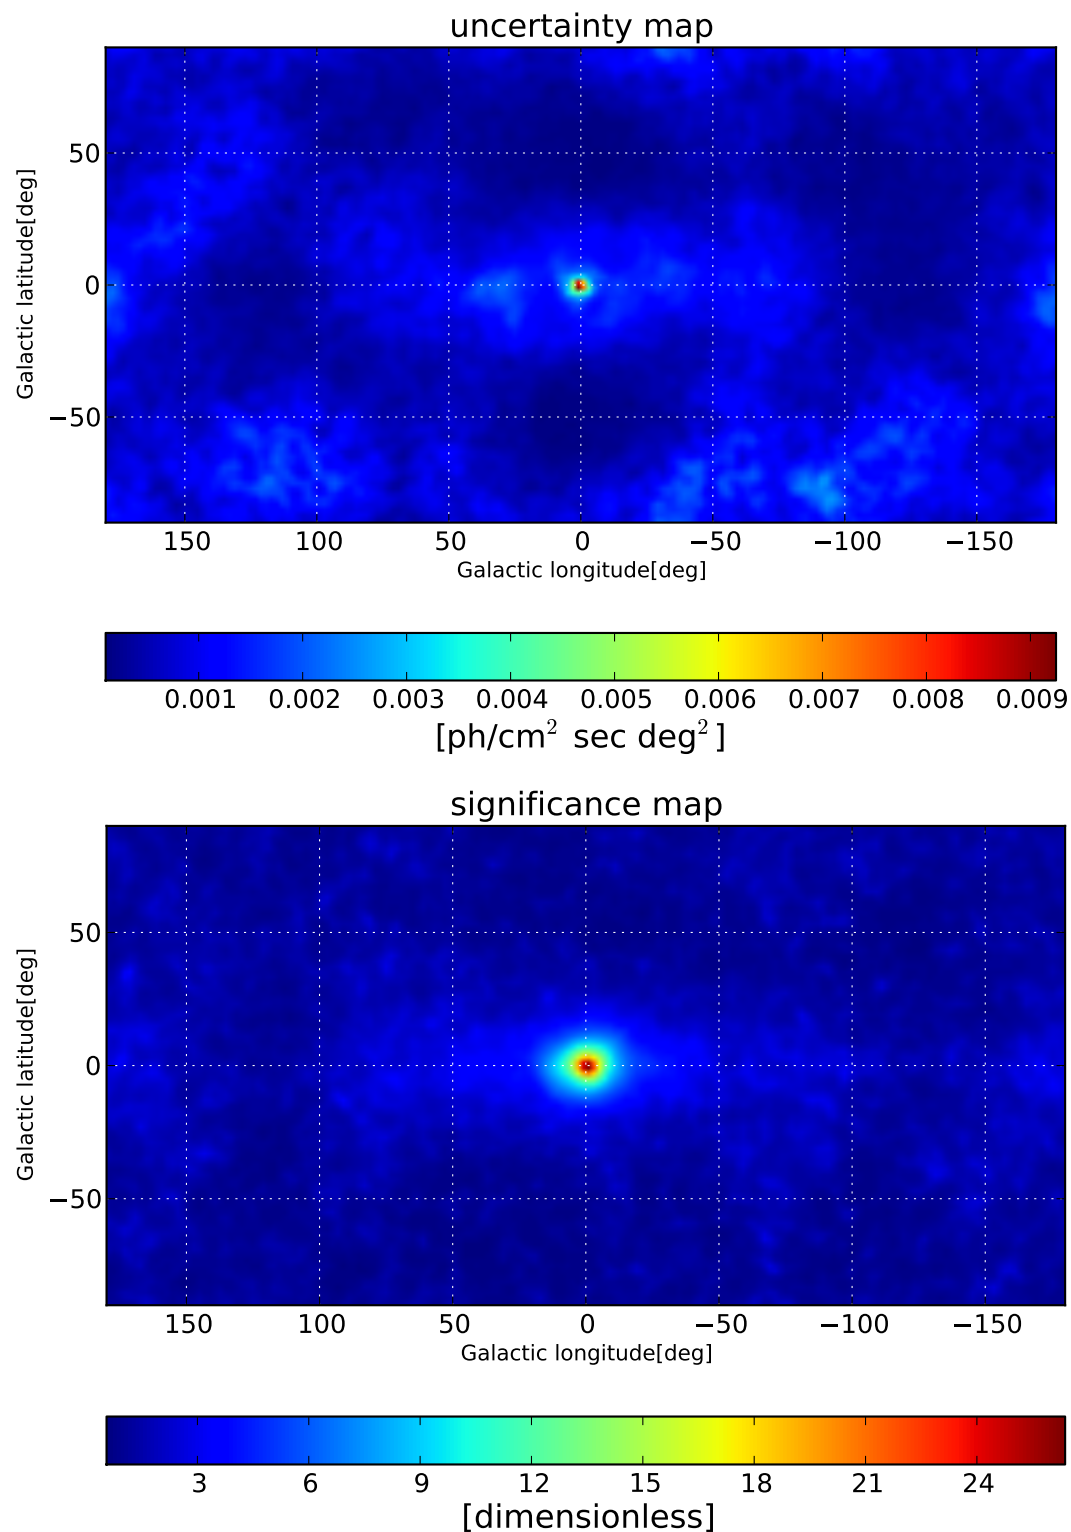 uncertainty map
50
0
−50
Galactic latitude[deg]
150 100 50 0 −50 −100 −150
Galactic longitude[deg]
0.001 0.002 0.003 0.004 0.005 0.006 0.007 0.008 0.009
[ph/cm² sec deg²]
significance map
50
0
−50
Galactic latitude[deg]
150 100 50 0 −50 −100 −150
Galactic longitude[deg]
3 6 9 12 15 18 21 24
[dimensionless]